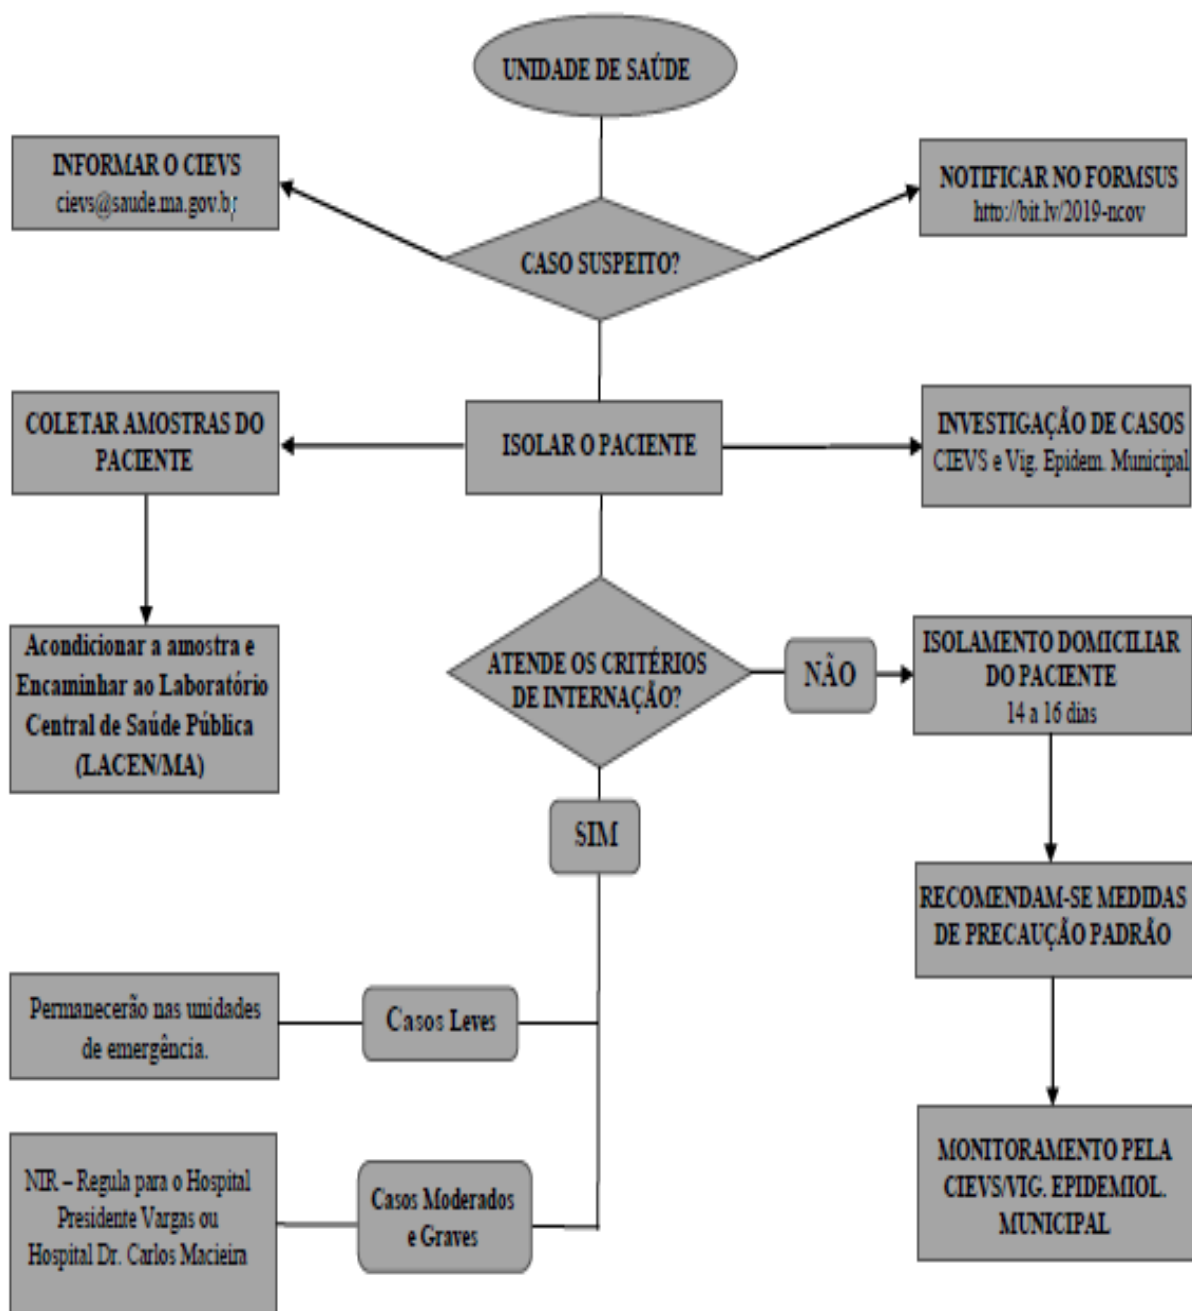 UNIDADE DE SAÚDE
INFORMAR O CIEVS
cievs@saude.ma.gov.br
NOTIFICAR NO FORMSUS
http://bit.lv/2019-ncov
CASO SUSPEITO?
COLETAR AMOSTRAS DO
PACIENTE
ISOLAR O PACIENTE
INVESTIGAÇÃO DE CASOS
CIEVS e Vig. Epidem. Municipal
Acondicionar a amostra e
Encaminhar ao Laboratório
Central de Saúde Pública
(LACEN/MA)
ATENDE OS CRITÉRIOS
DE INTERNAÇÃO?
NÃO
ISOLAMENTO DOMICILIAR
DO PACIENTE
14 a 16 dias
SIM
RECOMENDAM-SE MEDIDAS
DE PRECAUÇÃO PADRÃO
Permanecerão nas unidades
de emergência.
Casos Leves
NIR – Regula para o Hospital
Presidente Vargas ou
Hospital Dr. Carlos Macieira
Casos Moderados
e Graves
MONITORAMENTO PELA
CIEVS/VIG. EPIDEMIOL.
MUNICIPAL